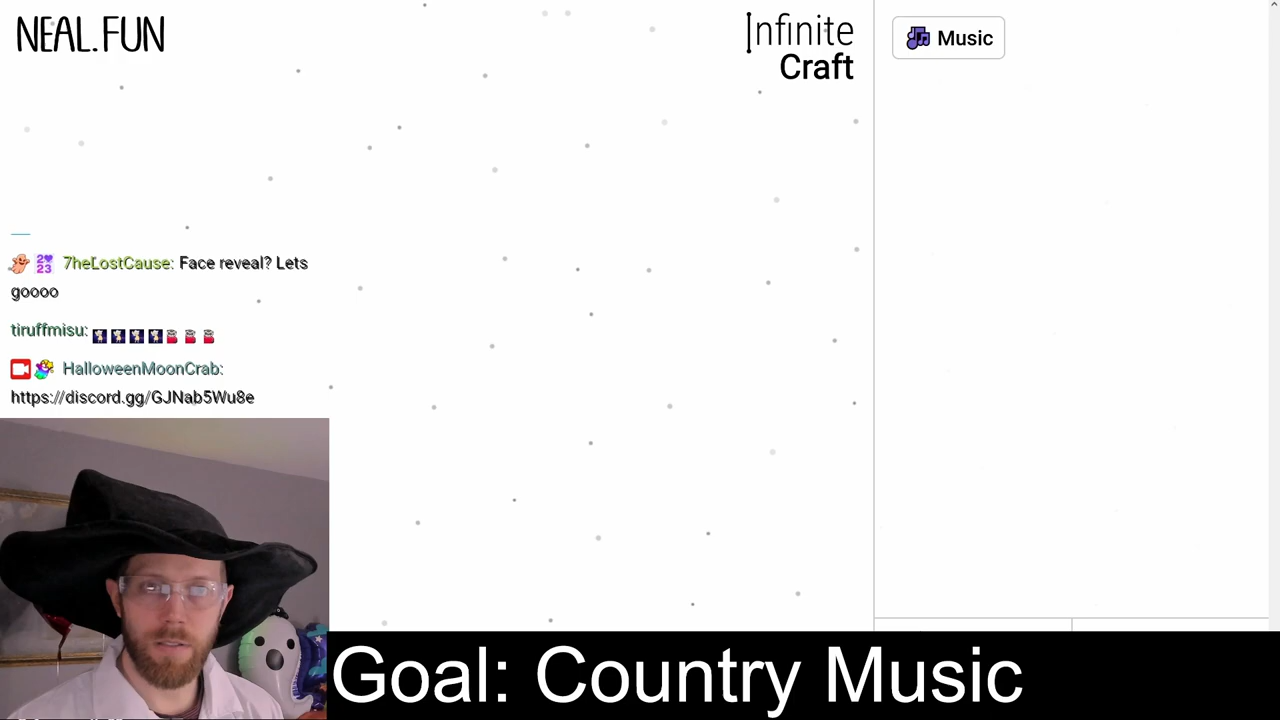 NEAL.FUN
Infinite
Craft
Music
7heLostCause: Face reveal? Lets
goooo
tiruffmisu:
HalloweenMoonCrab:
https://discord.gg/GJNab5Wu8e
Goal: Country Music